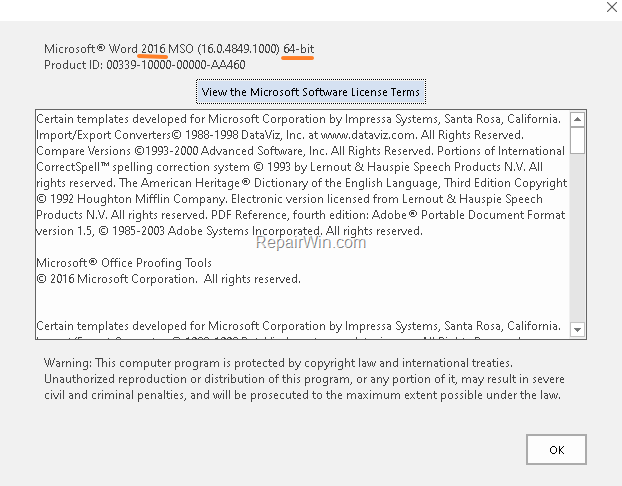 Microsoft® Word 2016 MSO (16.0.4849.1000) 64-bit
Product ID: 00339-10000-00000-AA460
View the Microsoft Software License Terms
Certain templates developed for Microsoft Corporation by Impressa Systems, Santa Rosa, California.
Import/Export Converters© 1988-1998 DataViz, Inc. at www.dataviz.com. All Rights Reserved.
Compare Versions ©1993-2000 Advanced Software, Inc. All Rights Reserved. Portions of International
CorrectSpell™ spelling correction system © 1993 by Lernout & Hauspie Speech Products N.V. All
rights reserved. The American Heritage® Dictionary of the English Language, Third Edition Copyright
© 1992 Houghton Mifflin Company. Electronic version licensed from Lernout & Hauspie Speech
Products N.V. All rights reserved. PDF Reference, fourth edition: Adobe® Portable Document Format
version 1.5, © 1985-2003 Adobe Systems Incorporated. All rights reserved.
RepairWin.com
Microsoft® Office Proofing Tools
© 2016 Microsoft Corporation. All rights reserved.
Certain templates developed for Microsoft Corporation by Impressa Systems, Santa Rosa, California.
Warning: This computer program is protected by copyright law and international treaties.
Unauthorized reproduction or distribution of this program, or any portion of it, may result in severe
civil and criminal penalties, and will be prosecuted to the maximum extent possible under the law.
OK